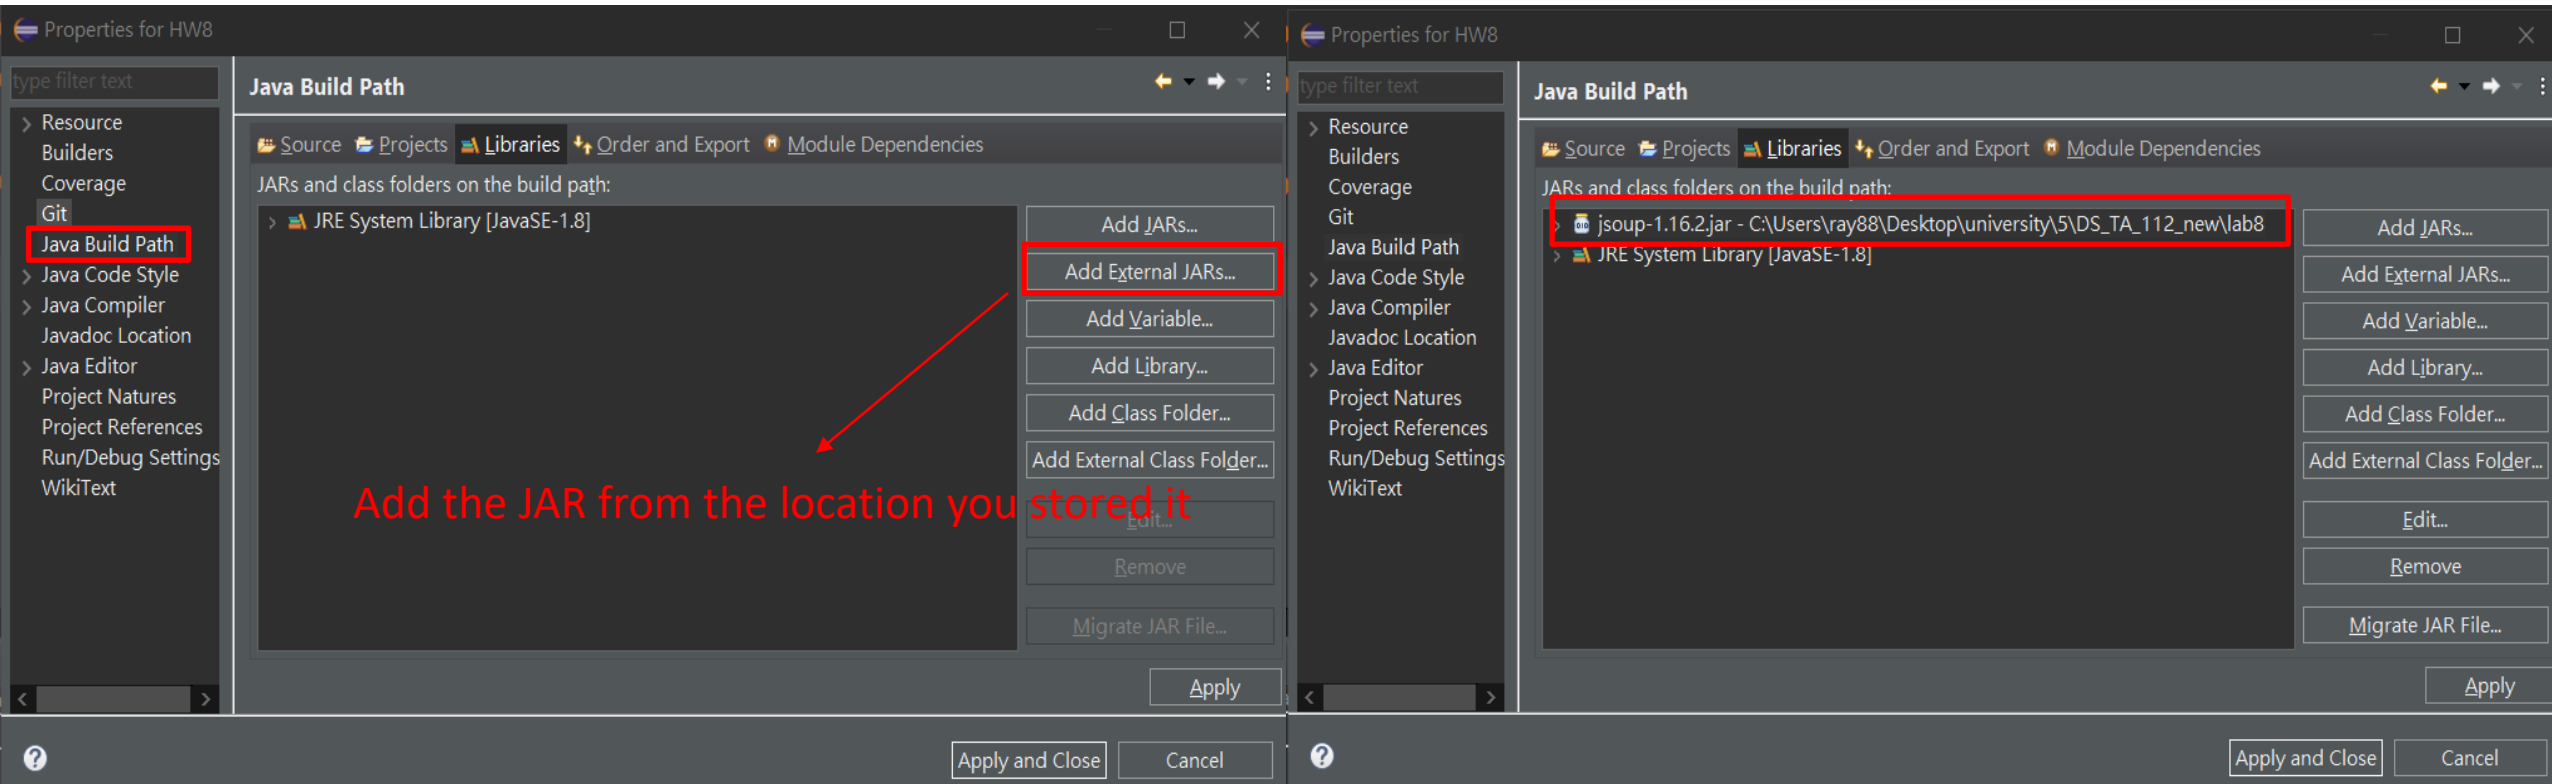 Properties for HW8
type filter text
Resource
Builders
Coverage
Git
Java Build Path
Java Code Style
Java Compiler
Javadoc Location
Java Editor
Project Natures
Project References
Run/Debug Settings
WikiText
Java Build Path
Source Projects Libraries Order and Export Module Dependencies
JARs and class folders on the build path:
JRE System Library [JavaSE-1.8]
Add JARs...
Add External JARs...
Add Variable...
Add Library...
Add Class Folder...
Add External Class Folder...
Edit...
Remove
Migrate JAR File...
Add the JAR from the location you stored it
Apply
Apply and Close
Cancel
Properties for HW8
type filter text
Resource
Builders
Coverage
Git
Java Build Path
Java Code Style
Java Compiler
Javadoc Location
Java Editor
Project Natures
Project References
Run/Debug Settings
WikiText
Java Build Path
Source Projects Libraries Order and Export Module Dependencies
JARs and class folders on the build path:
jsoup-1.16.2.jar - C:\Users\ray88\Desktop\university\5\DS_TA_112_new\lab8
JRE System Library [JavaSE-1.8]
Add JARs...
Add External JARs...
Add Variable...
Add Library...
Add Class Folder...
Add External Class Folder...
Edit...
Remove
Migrate JAR File...
Apply
Apply and Close
Cancel